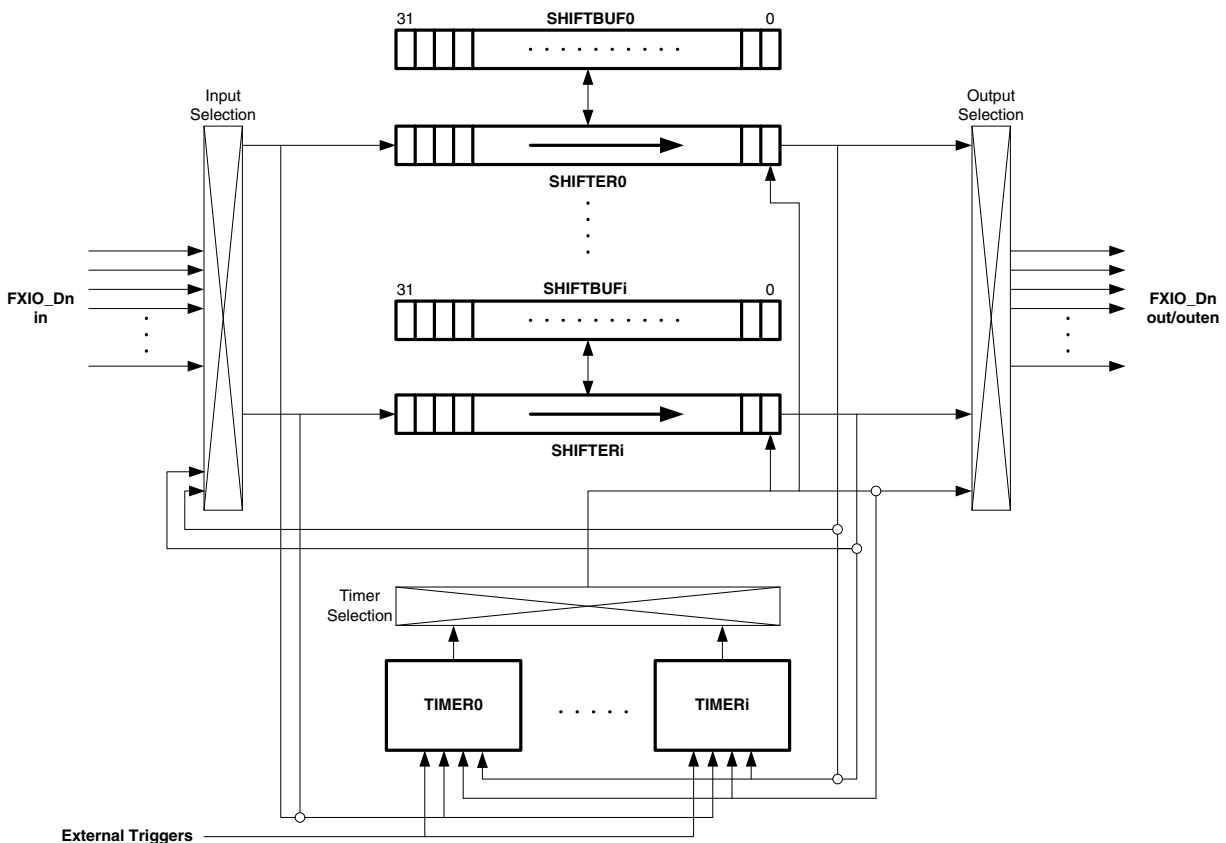 31 SHIFTBUF0 0
Input
Selection
Output
Selection
SHIFTER0
31 SHIFTBUFi 0
FXIO_Dn
in
FXIO_Dn
out/outen
SHIFTERi
Timer
Selection
TIMER0
TIMERi
External Triggers